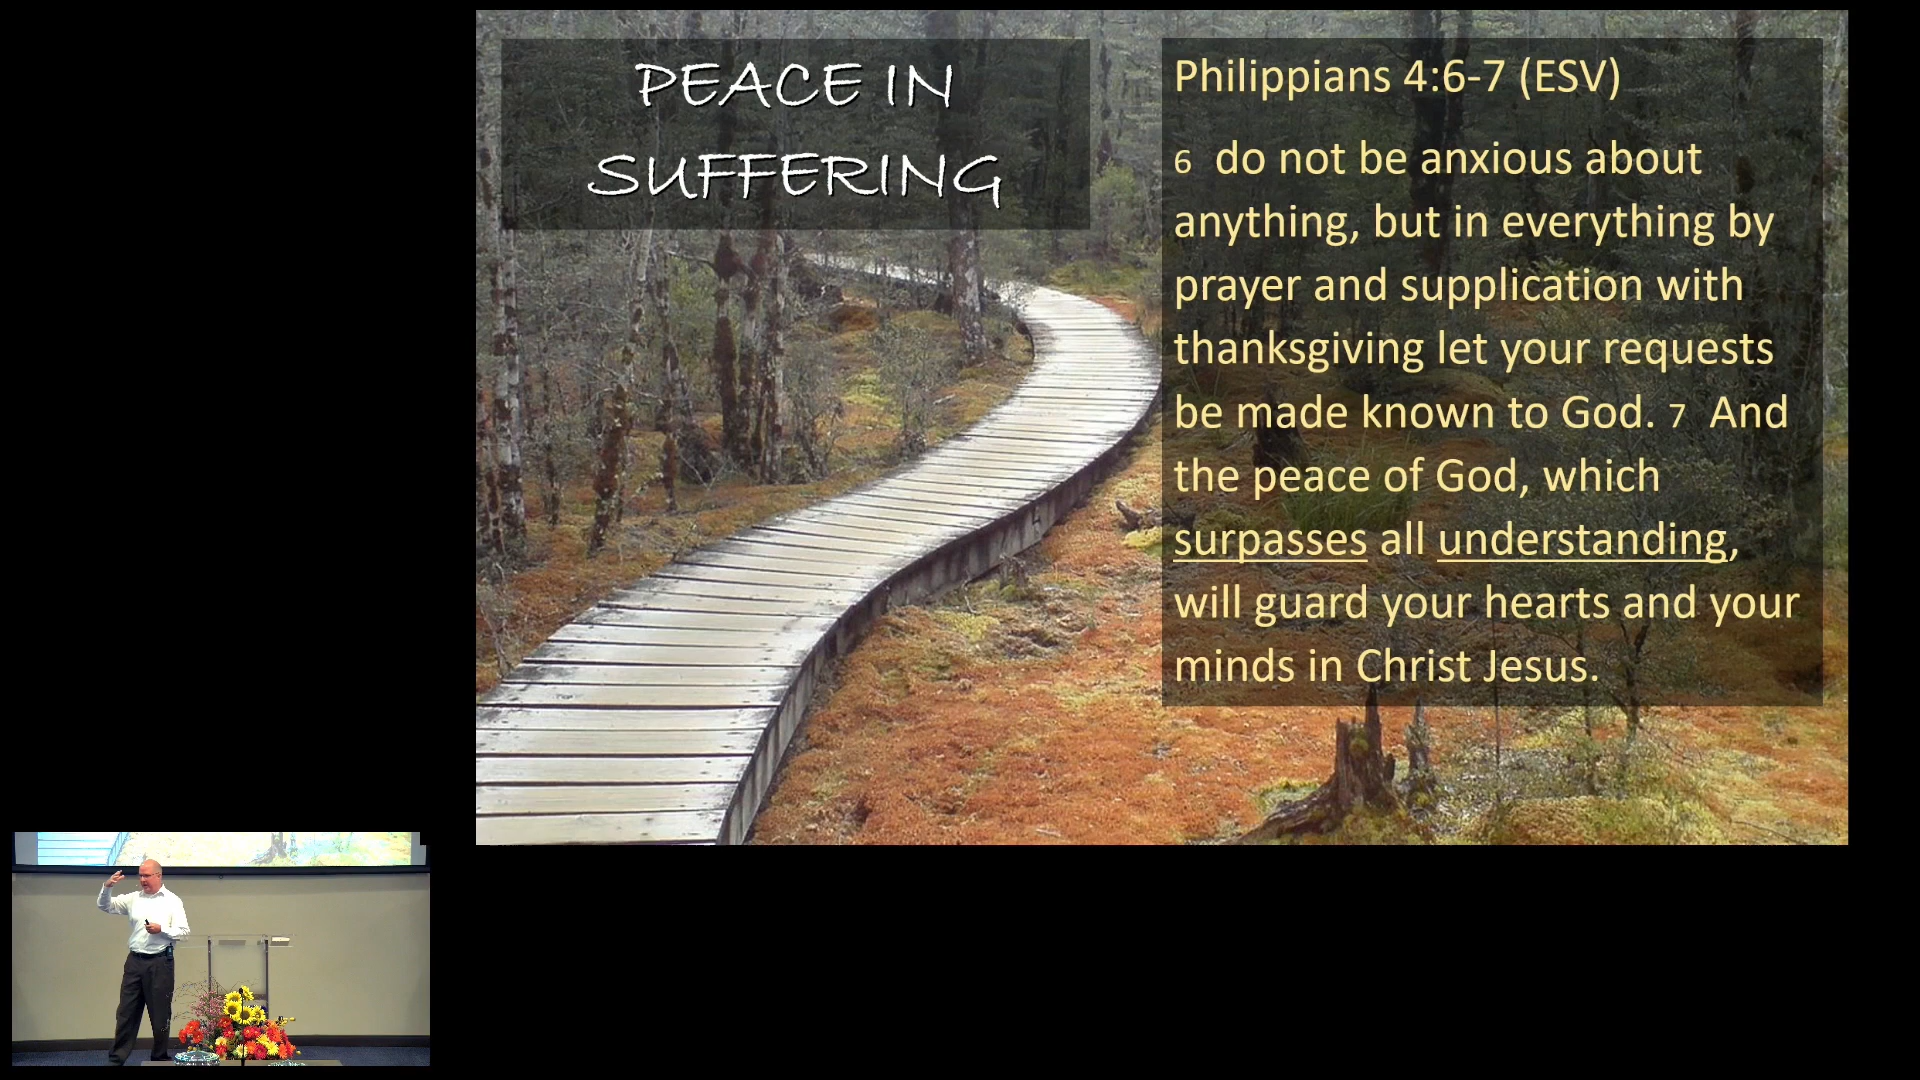 PEACE IN
SUFFERING
Philippians 4:6-7 (ESV)
6 do not be anxious about
anything, but in everything by
prayer and supplication with
thanksgiving let your requests
be made known to God. 7 And
the peace of God, which
surpasses all understanding,
will guard your hearts and your
minds in Christ Jesus.